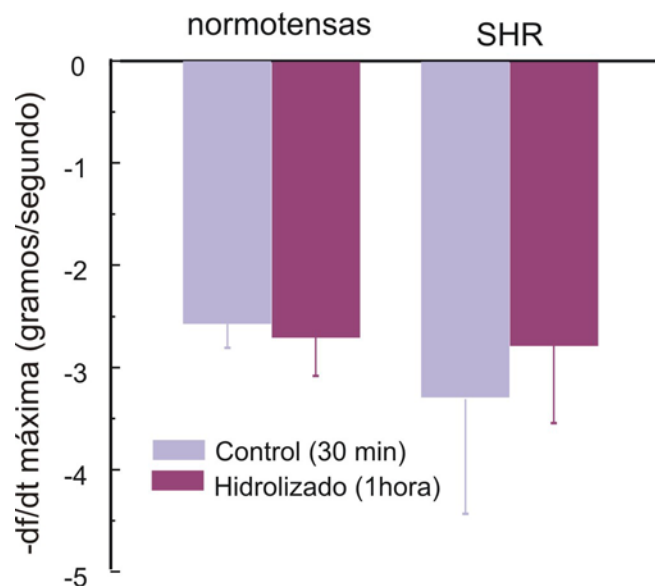 normotensas
SHR
0
-1
-2
-3
-4
-5
-df/dt máxima (gramos/segundo)
Control (30 min)
Hidrolizado (1hora)